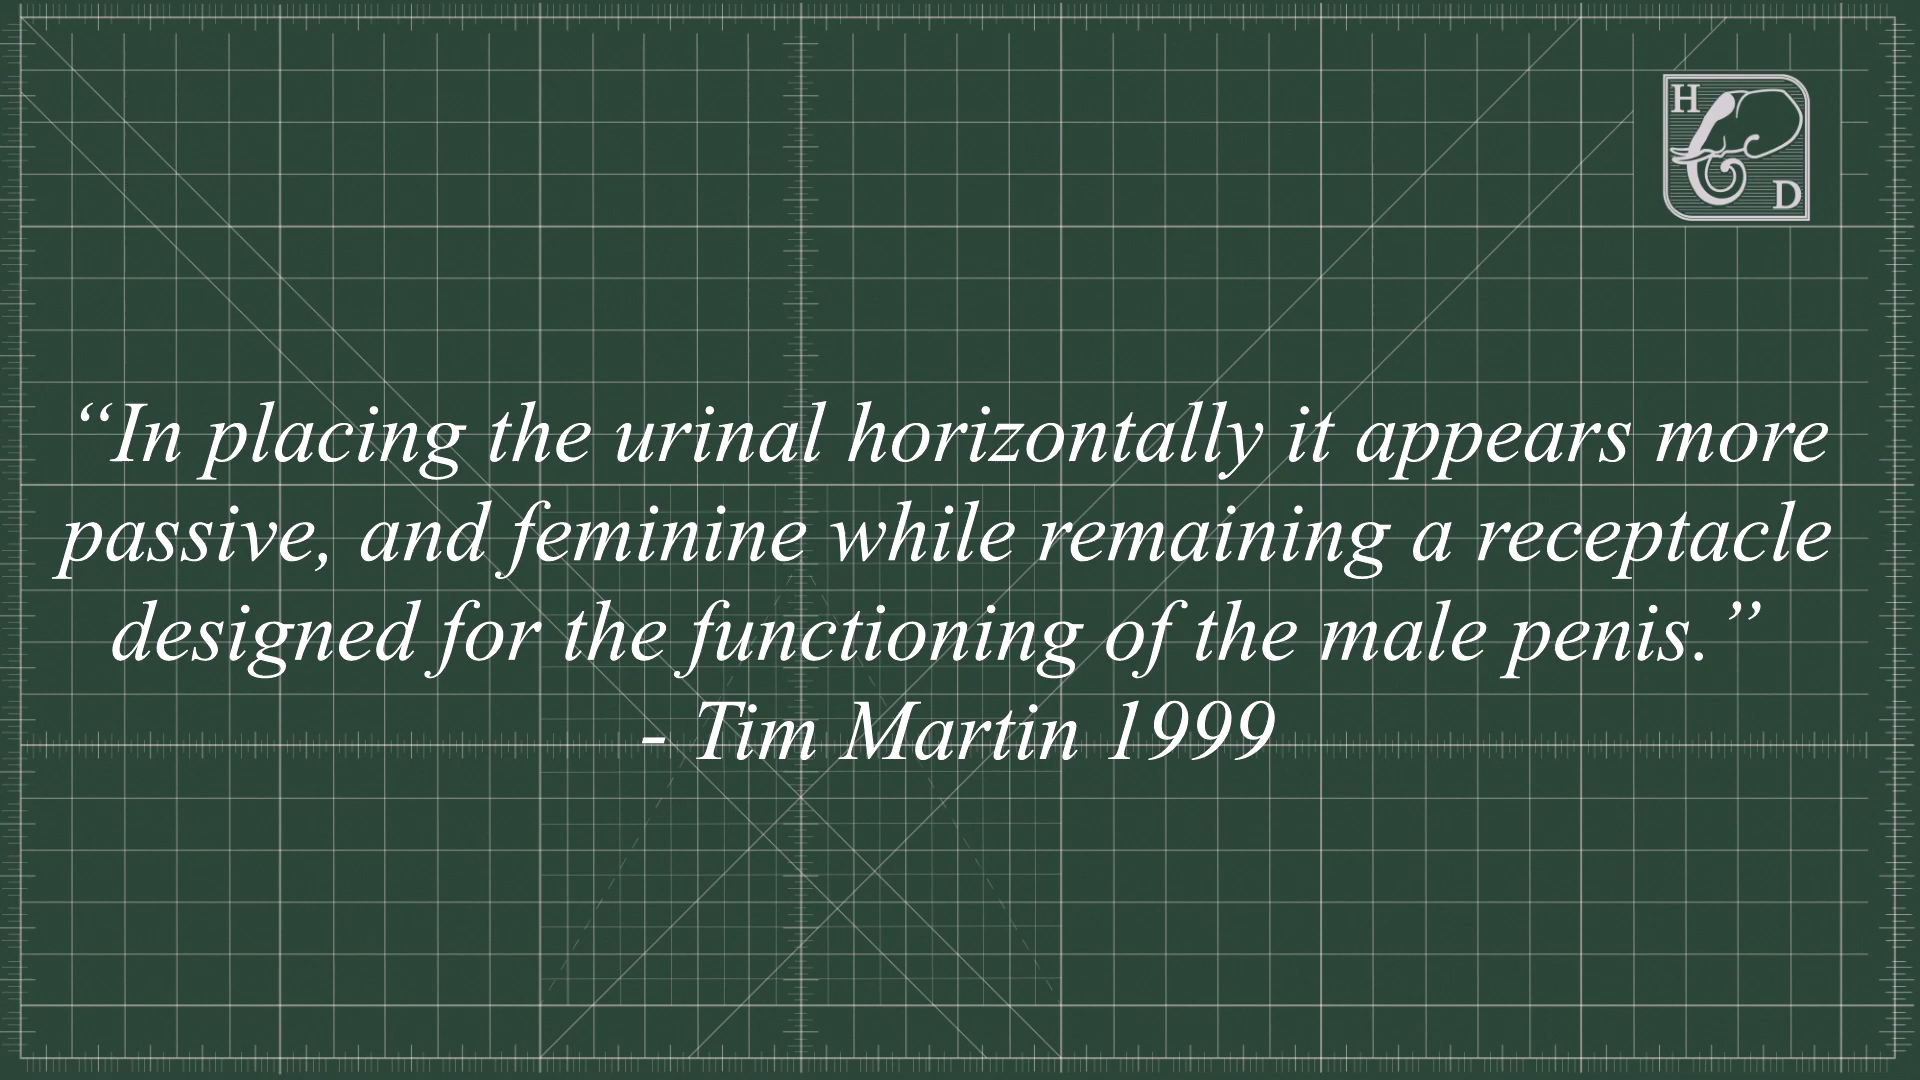 H
D
“In placing the urinal horizontally it appears more
passive, and feminine while remaining a receptacle
designed for the functioning of the male penis.”
- Tim Martin 1999